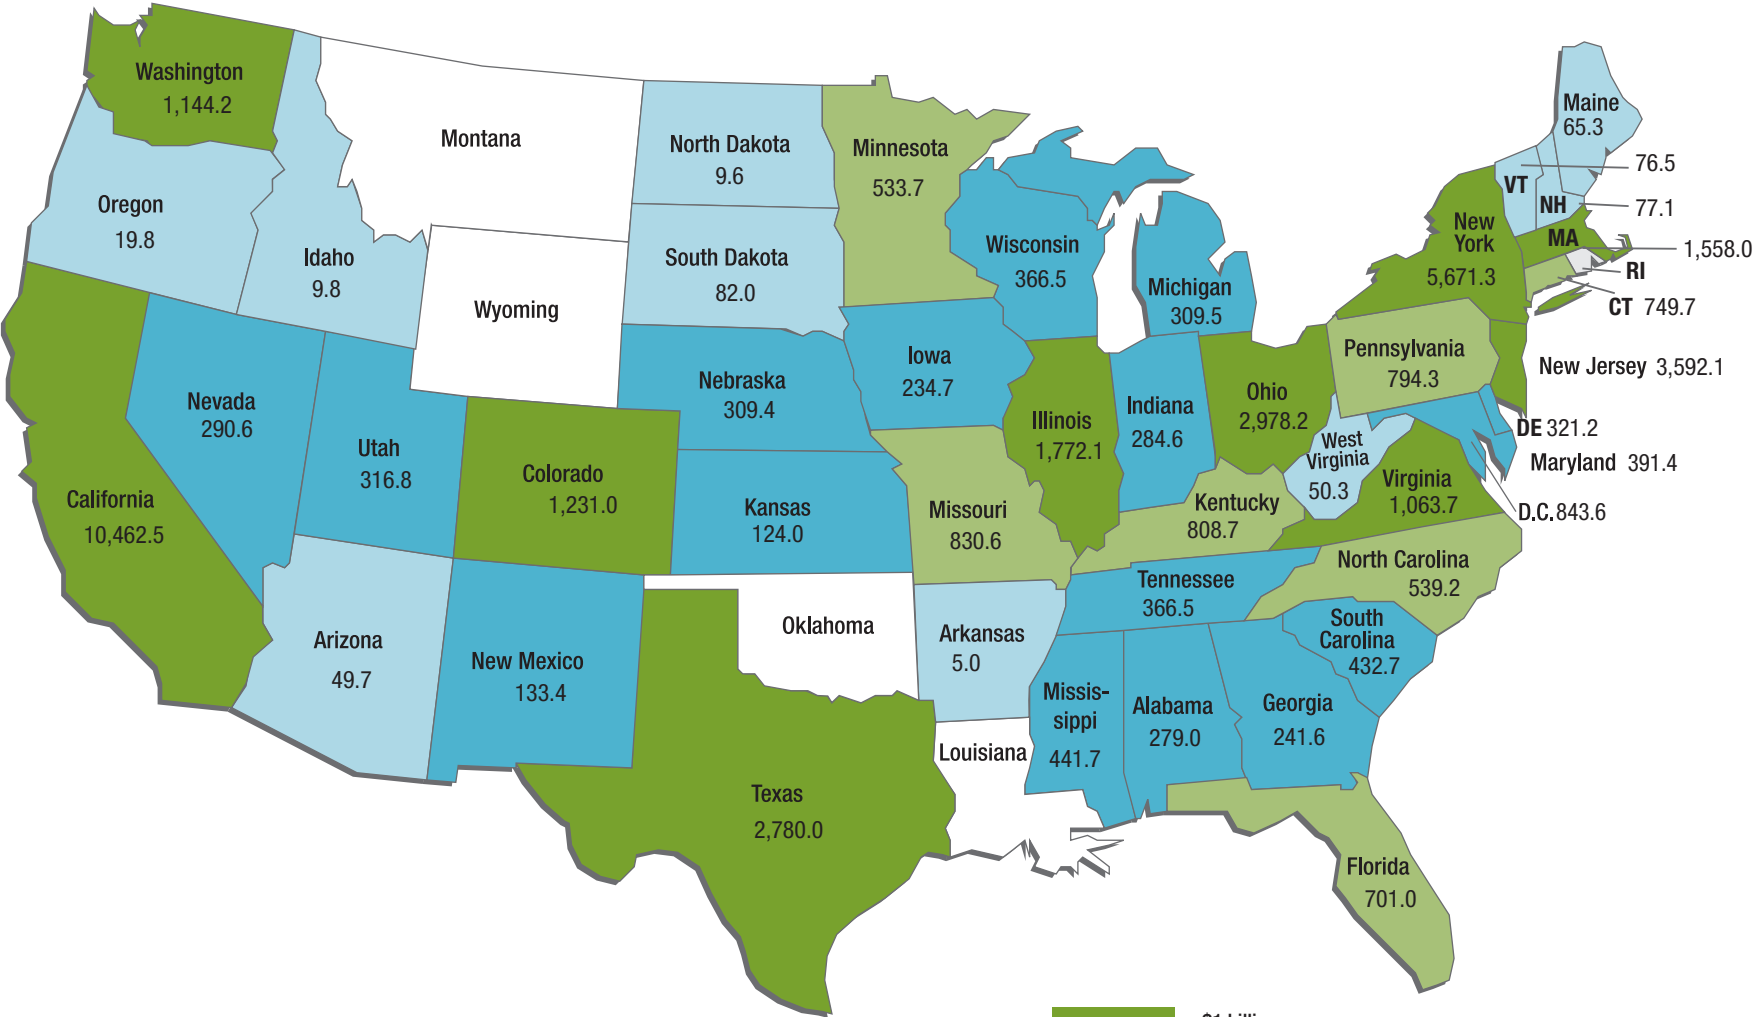 Washington
1,144.2
Montana
North Dakota
9.6
Minnesota
533.7
Maine
65.3
76.5
VT
NH
77.1
Oregon
19.8
Idaho
9.8
South Dakota
82.0
Wisconsin
366.5
Michigan
309.5
New
York
5,671.3
MA
1,558.0
RI
CT 749.7
Wyoming
Nebraska
309.4
Iowa
234.7
Pennsylvania
794.3
New Jersey 3,592.1
Nevada
290.6
Utah
316.8
Colorado
1,231.0
Illinois
1,772.1
Indiana
284.6
Ohio
2,978.2
DE 321.2
Maryland 391.4
West
Virginia
50.3
Virginia
1,063.7
D.C. 843.6
California
10,462.5
Kansas
124.0
Missouri
830.6
Kentucky
808.7
North Carolina
539.2
Tennessee
366.5
South
Carolina
432.7
Arizona
49.7
New Mexico
133.4
Oklahoma
Arkansas
5.0
Missis-
sippi
441.7
Alabama
279.0
Georgia
241.6
Louisiana
Texas
2,780.0
Florida
701.0